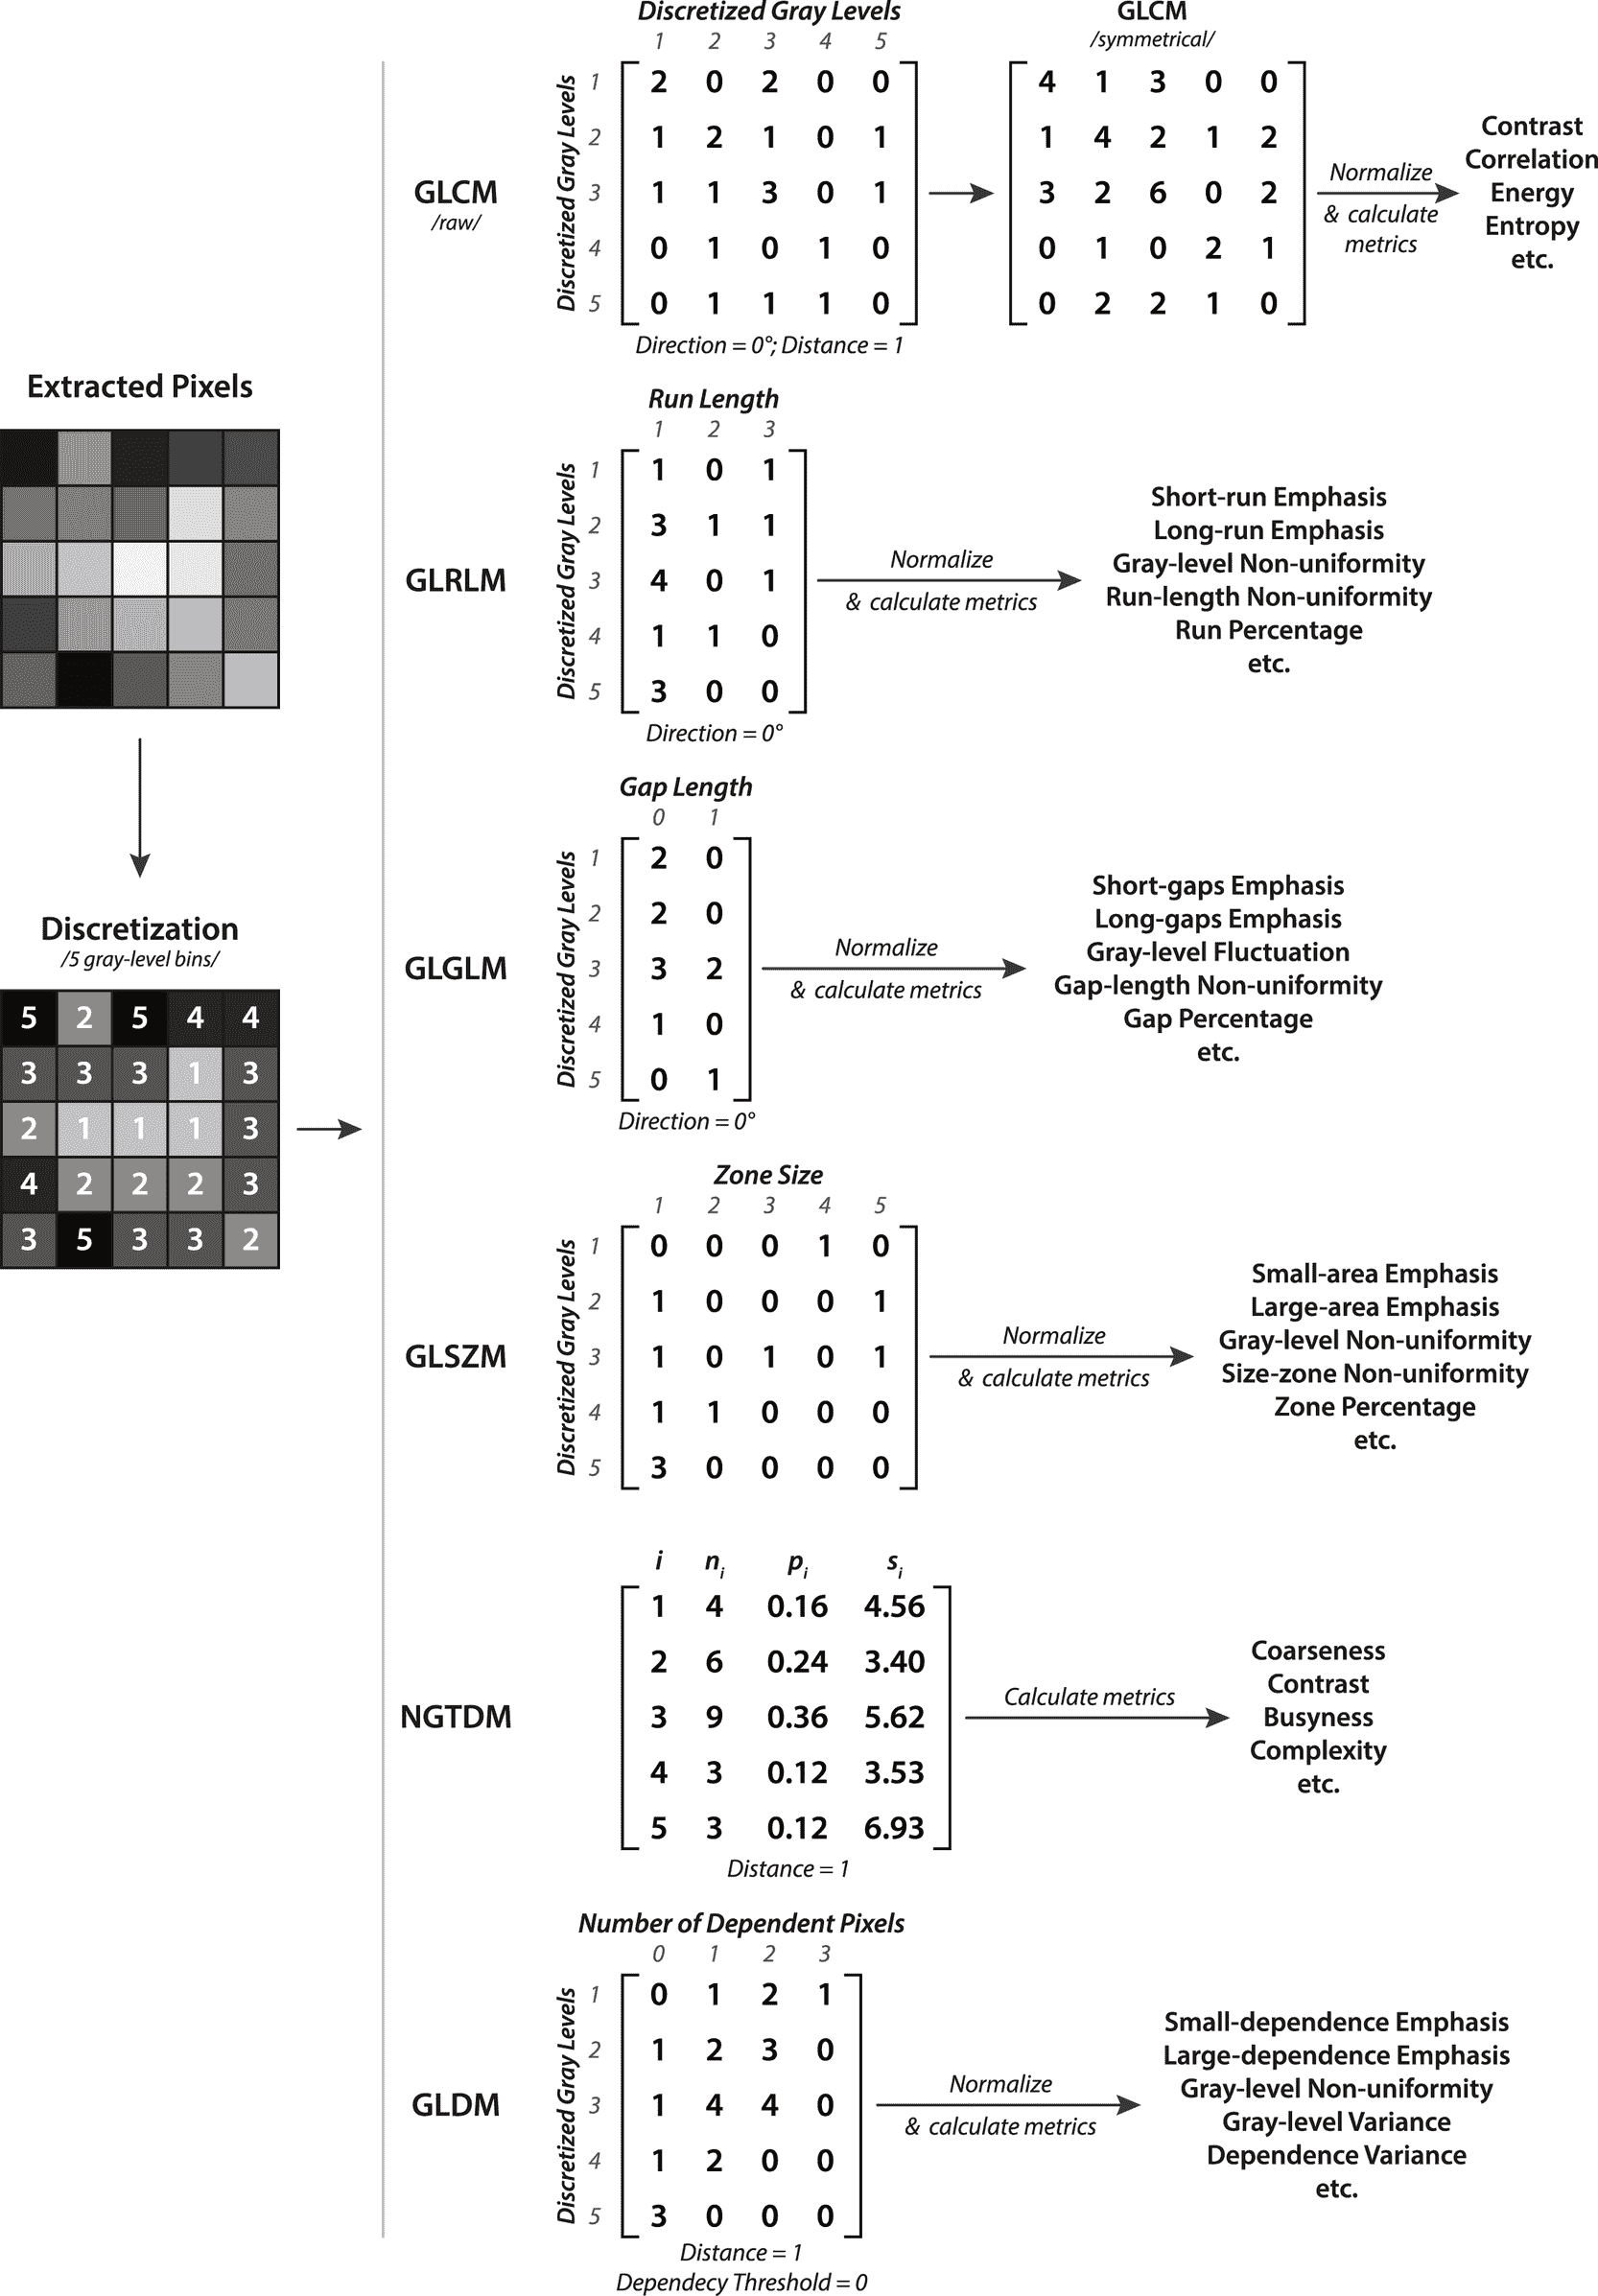 Extracted Pixels
Discretization
/5 gray-level bins/
5 2 5 4 4
3 3 3 1 3
2 1 1 1 3
4 2 2 2 3
3 5 3 3 2
GLCM
/raw/
Discretized Gray Levels
1 2 3 4 5
Discretized Gray Levels
1 2 0 2 0 0
2 1 2 1 0 1
3 1 1 3 0 1
4 0 1 0 1 0
5 0 1 1 1 0
Direction = 0°; Distance = 1
GLCM
/symmetrical/
4 1 3 0 0
1 4 2 1 2
3 2 6 0 2
0 1 0 2 1
0 2 2 1 0
Normalize
& calculate
metrics
Contrast
Correlation
Energy
Entropy
etc.
GLRLM
Run Length
1 2 3
Discretized Gray Levels
1 1 0 1
2 3 1 1
3 4 0 1
4 1 1 0
5 3 0 0
Direction = 0°
Normalize
& calculate metrics
Short-run Emphasis
Long-run Emphasis
Gray-level Non-uniformity
Run-length Non-uniformity
Run Percentage
etc.
GLGLM
Gap Length
0 1
Discretized Gray Levels
1 2 0
2 2 0
3 3 2
4 1 0
5 0 1
Direction = 0°
Normalize
& calculate metrics
Short-gaps Emphasis
Long-gaps Emphasis
Gray-level Fluctuation
Gap-length Non-uniformity
Gap Percentage
etc.
GLSZM
Zone Size
1 2 3 4 5
Discretized Gray Levels
1 0 0 0 1 0
2 1 0 0 0 1
3 1 0 1 0 1
4 1 1 0 0 0
5 3 0 0 0 0
Normalize
& calculate metrics
Small-area Emphasis
Large-area Emphasis
Gray-level Non-uniformity
Size-zone Non-uniformity
Zone Percentage
etc.
NGTDM
i n_i p_i s_i
1 4 0.16 4.56
2 6 0.24 3.40
3 9 0.36 5.62
4 3 0.12 3.53
5 3 0.12 6.93
Distance = 1
Calculate metrics
Coarseness
Contrast
Busyness
Complexity
etc.
GLDM
Number of Dependent Pixels
0 1 2 3
Discretized Gray Levels
1 0 1 2 1
2 1 2 3 0
3 1 4 4 0
4 1 2 0 0
5 3 0 0 0
Distance = 1
Dependecy Threshold = 0
Normalize
& calculate metrics
Small-dependence Emphasis
Large-dependence Emphasis
Gray-level Non-uniformity
Gray-level Variance
Dependence Variance
etc.